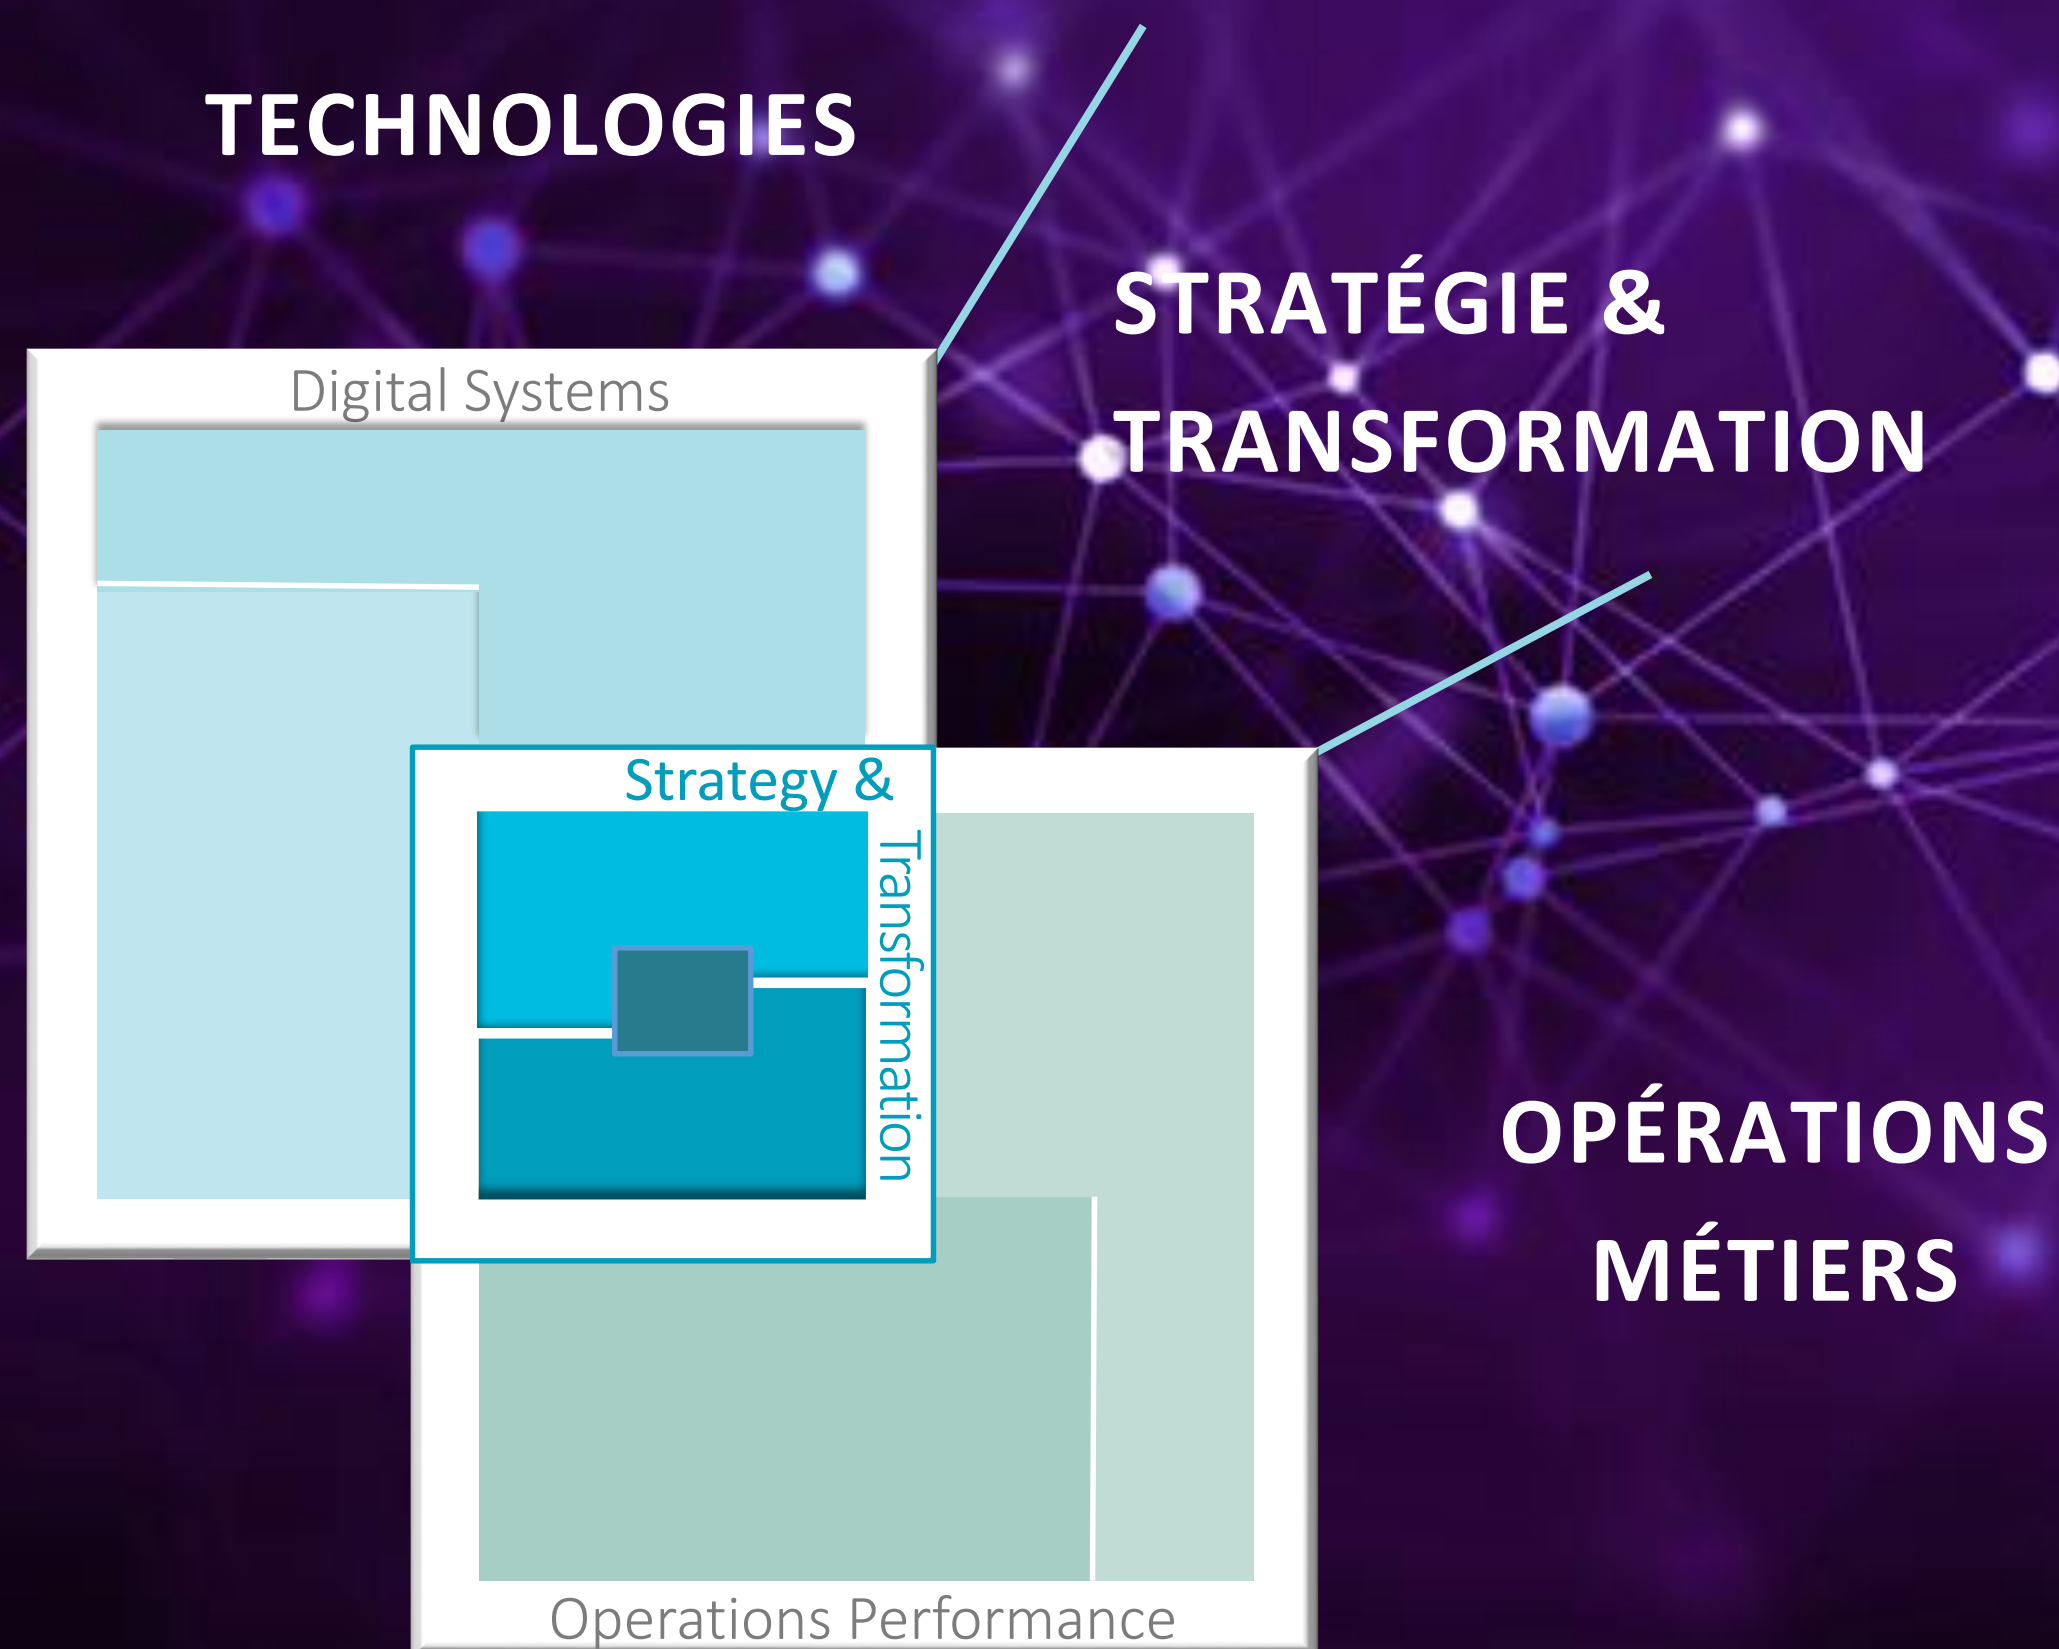 TECHNOLOGIES
STRATÉGIE &
TRANSFORMATION
Digital Systems
Strategy &
Transformation
OPÉRATIONS
MÉTIERS
Operations Performance